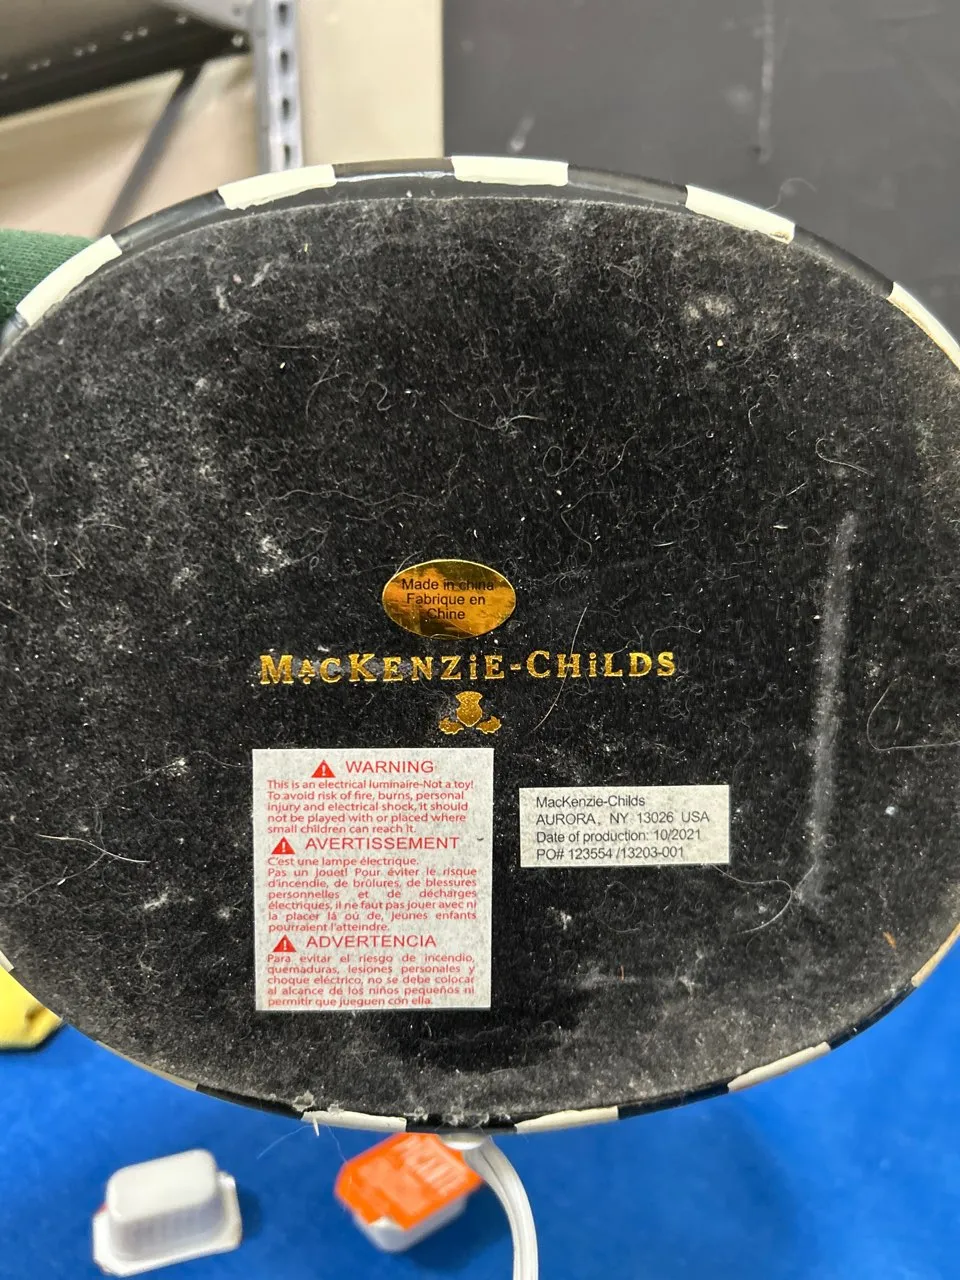 Made in china
Fabrique en
Chine
MACKENZiE-CHiLDS
WARNING
This is an electrical luminaire-Not a toy!
To avoid risk of fire, burns, personal
injury and electrical shock, it should
not be played with or placed where
small children can reach it.
AVERTISSEMENT
C'est une lampe électrique.
Pas un jouet! Pour éviter le risque
d'incendie, de brûlures, de blessures
personnelles et de décharges
électriques, il ne faut pas jouer avec ni
la placer là où de, jeunes enfants
pourraient l'atteindre.
ADVERTENCIA
Para evitar el riesgo de incendio,
quemaduras, lesiones personales y
choque eléctrico, no se debe colocar
al alcance de los niños pequeños ni
permitir que jueguen con ella.
MacKenzie-Childs
AURORA, NY 13026 USA
Date of production: 10/2021
PO# 123554 /13203-001